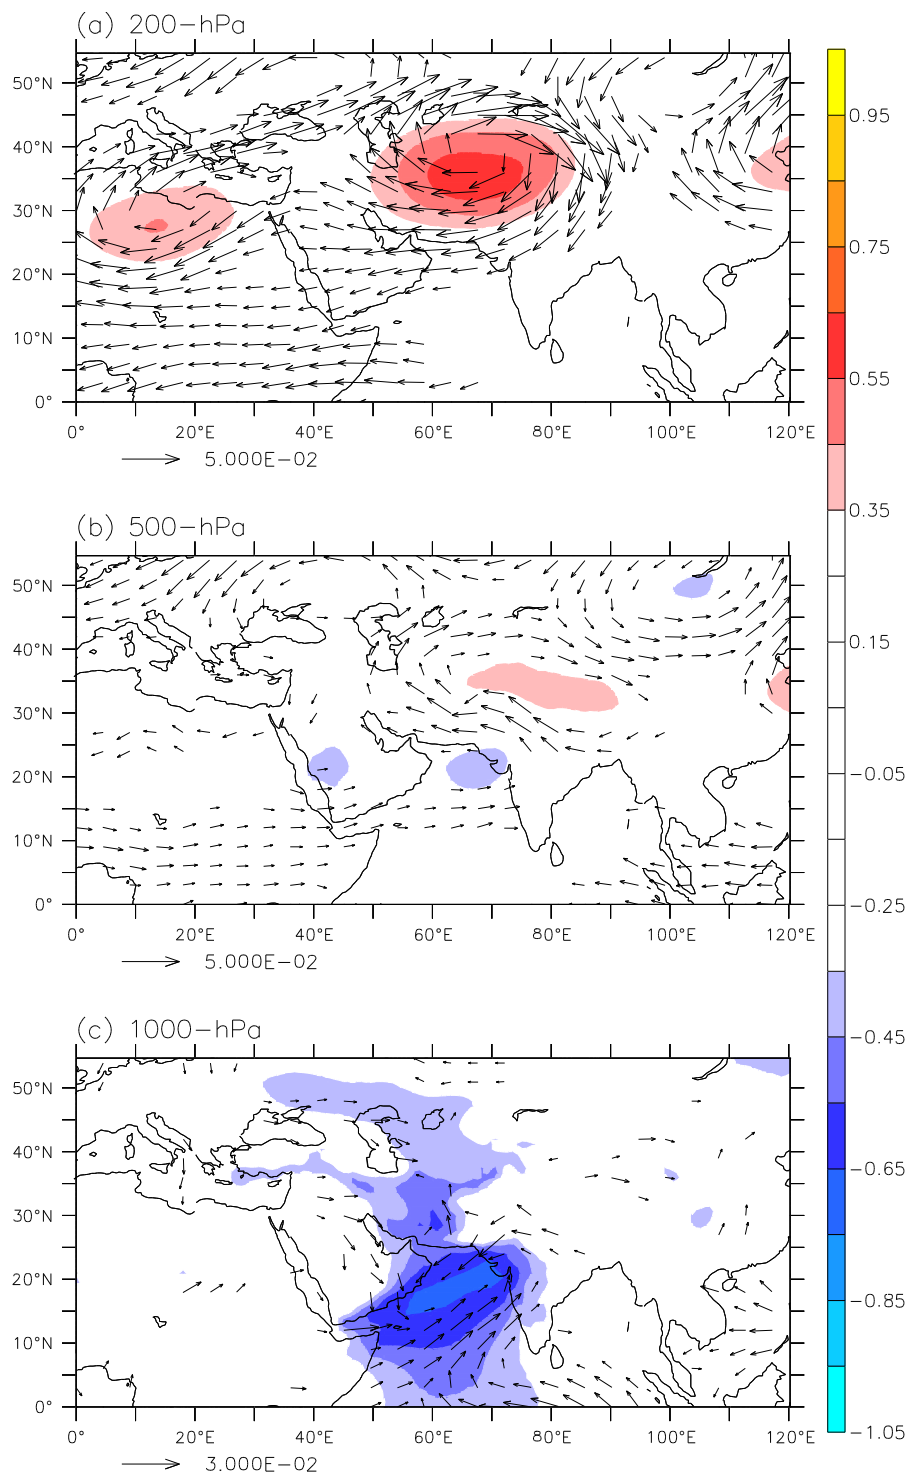 (a) 200-hPa
50°N
40°N
30°N
20°N
10°N
0°
0° 20°E 40°E 60°E 80°E 100°E 120°E
5.000E-02
(b) 500-hPa
50°N
40°N
30°N
20°N
10°N
0°
0° 20°E 40°E 60°E 80°E 100°E 120°E
5.000E-02
(c) 1000-hPa
50°N
40°N
30°N
20°N
10°N
0°
0° 20°E 40°E 60°E 80°E 100°E 120°E
3.000E-02
0.95
0.75
0.55
0.35
0.15
-0.05
-0.25
-0.45
-0.65
-0.85
-1.05